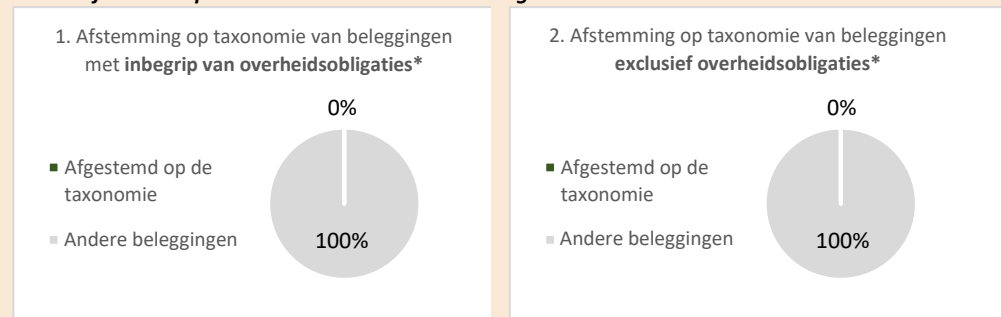 1. Afstemming op taxonomie van beleggingen
met inbegrip van overheidsobligaties*
0%
Afgestemd op de
taxonomie
Andere beleggingen
100%
2. Afstemming op taxonomie van beleggingen
exclusief overheidsobligaties*
0%
Afgestemd op de
taxonomie
Andere beleggingen
100%